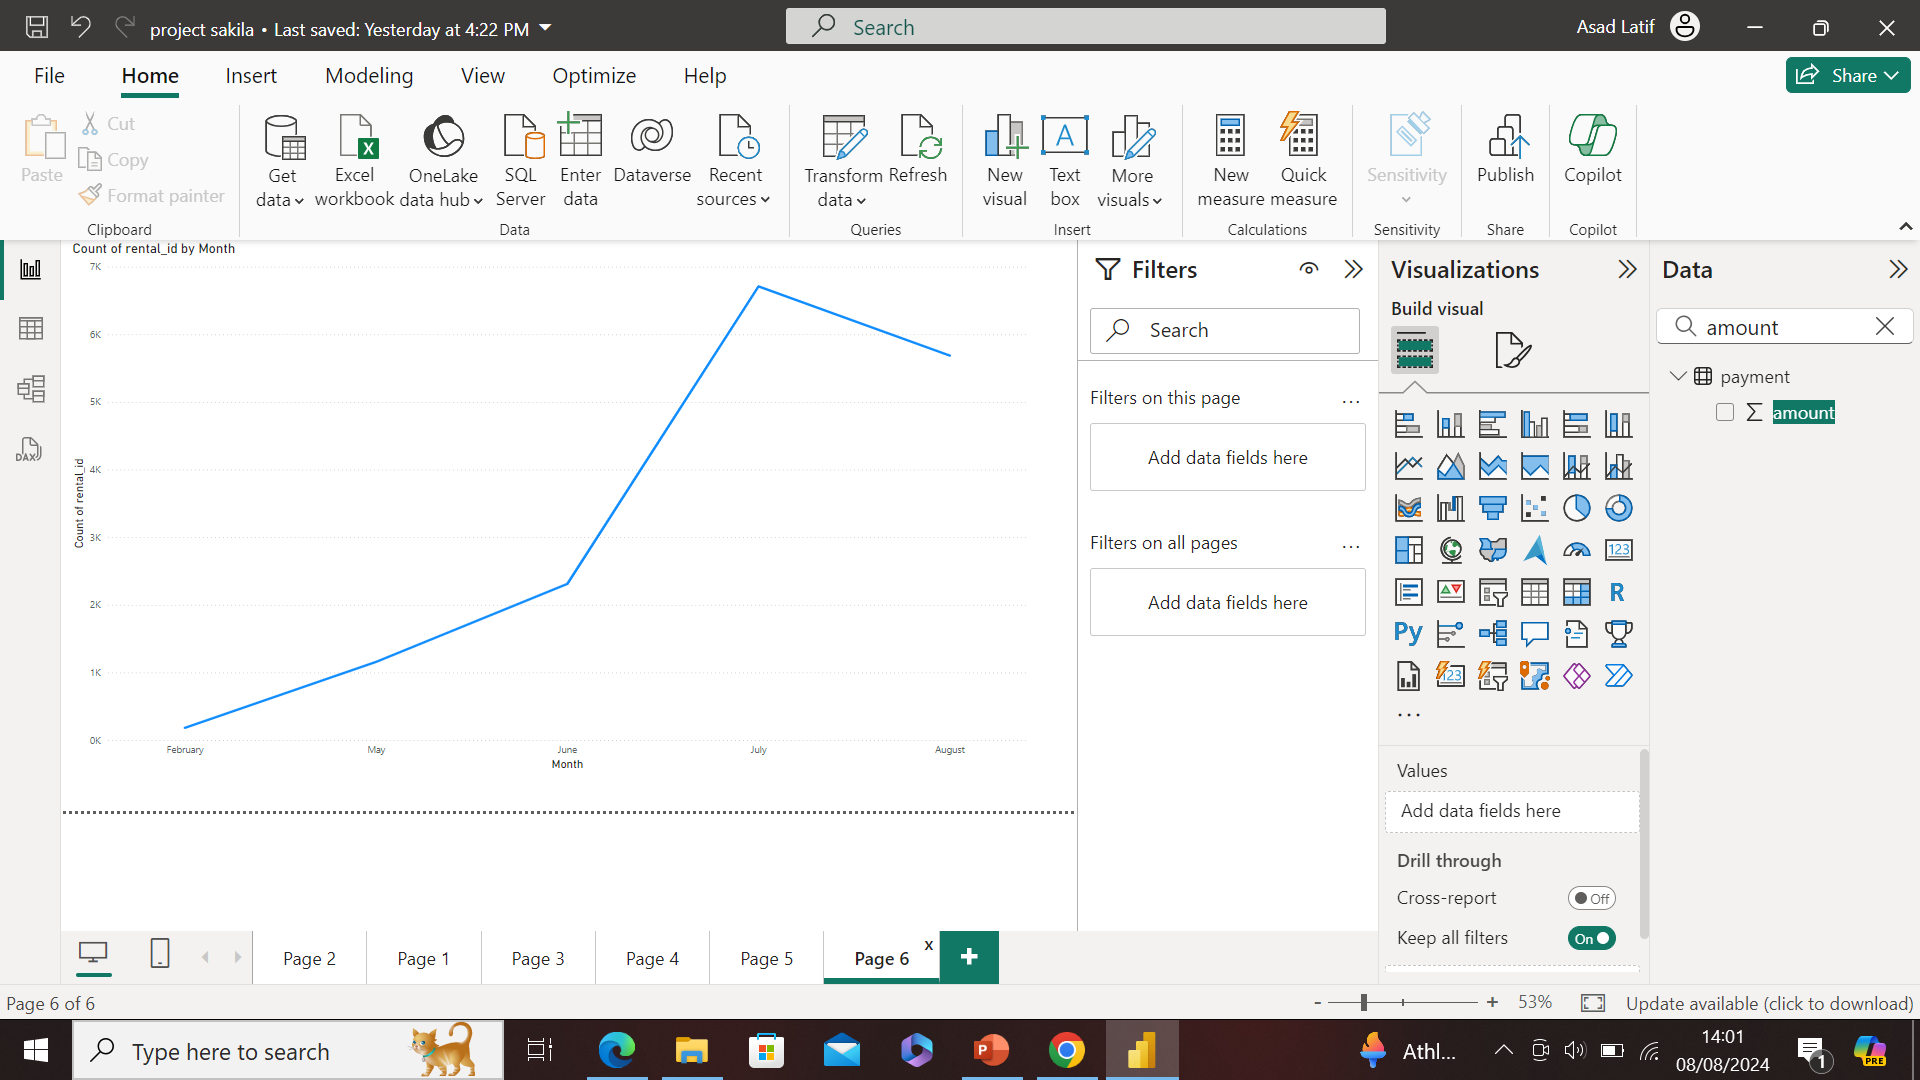 project sakila • Last saved: Yesterday at 4:22 PM
Search
Asad Latif
File
Home
Insert
Modeling
View
Optimize
Help
Share
Paste
Cut
Copy
Format painter
Clipboard
Get data
Excel workbook
OneLake data hub
SQL Server
Enter data
Dataverse
Recent sources
Data
Transform data
Refresh
Queries
New visual
Text box
More visuals
Insert
New measure
Quick measure
Calculations
Sensitivity
Sensitivity
Publish
Share
Copilot
Copilot
DAX
Count of rental_id by Month
7K
6K
5K
4K
3K
2K
1K
0K
Count of rental_id
February
May
June
July
August
Month
Filters
Search
Filters on this page
...
Add data fields here
Filters on all pages
...
Add data fields here
Visualizations
Build visual
123
R
Py
123
...
Values
Add data fields here
Drill through
Cross-report
Off
Keep all filters
On
Data
amount
payment
amount
Page 2
Page 1
Page 3
Page 4
Page 5
Page 6
x
+
Page 6 of 6
-
+
53%
Update available (click to download)
Type here to search
Athl...
14:01
08/08/2024
1
PRE